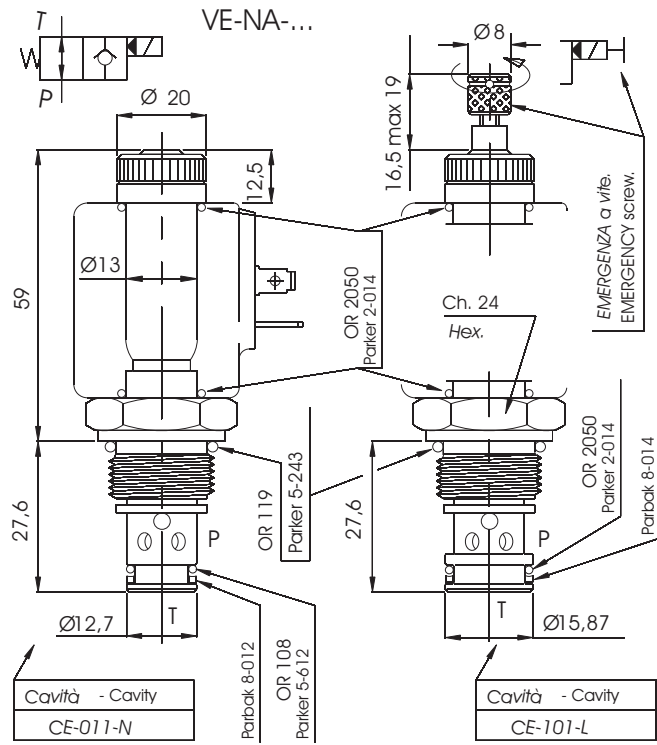 T
VE-NA-...
P
Ø 20
Ø8
16,5 max 19
12,5
EMERGENZA a vite.
EMERGENCY screw.
59
Ø13
OR 2050
Parker 2-014
Ch. 24
Hex.
27,6
P
OR 119
Parker 5-243
27,6
P
OR 2050
Parker 2-014
Parbak 8-014
Ø12,7
T
Parbak 8-012
OR 108
Parker 5-612
T
Ø15,87
Cavità - Cavity
CE-011-N
Cavità - Cavity
CE-101-L